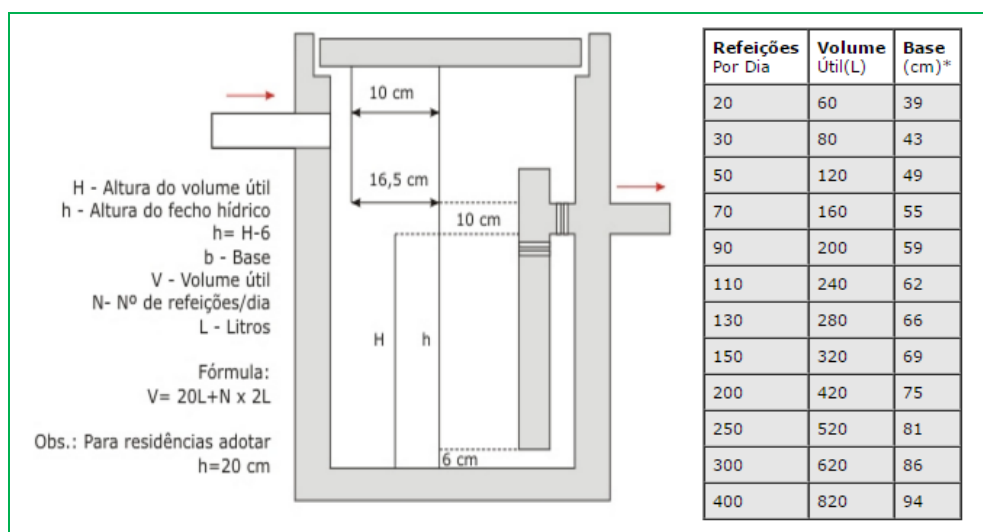 10 cm
16,5 cm
10 cm
H
h
6 cm
H - Altura do volume útil
h - Altura do fecho hídrico
h= H-6
b - Base
V - Volume útil
N- Nº de refeições/dia
L - Litros
Fórmula:
V= 20L+N x 2L
Obs.: Para residências adotar
h=20 cm
Refeições Por Dia | Volume Útil(L) | Base (cm)*
20 60 39
30 80 43
50 120 49
70 160 55
90 200 59
110 240 62
130 280 66
150 320 69
200 420 75
250 520 81
300 620 86
400 820 94